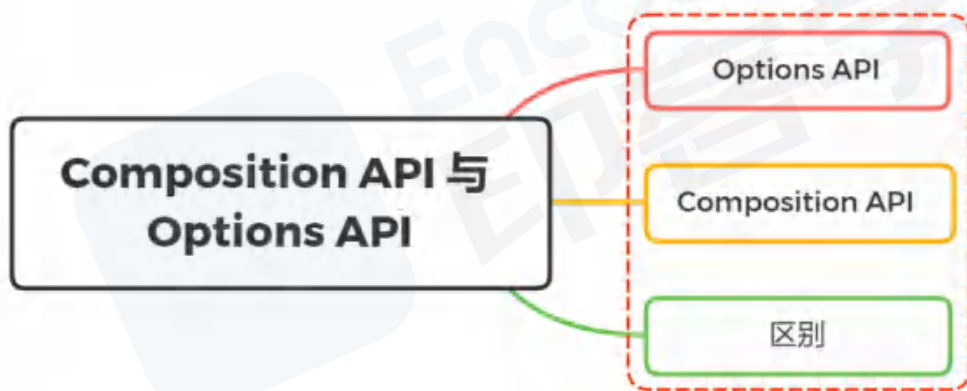 Composition API 与
Options API
Options API
Composition API
区别